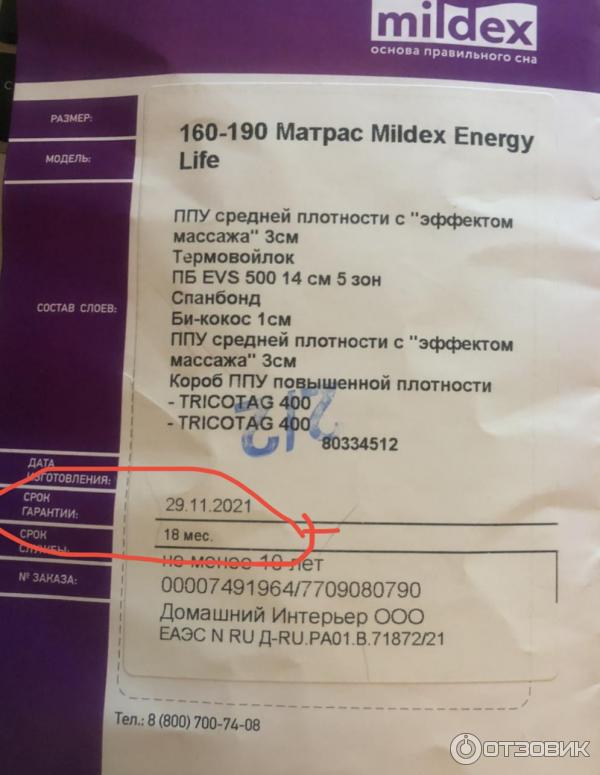 mildex
основа правильного сна
РАЗМЕР:
160-190 Матрас Mildex Energy
МОДЕЛЬ:
Life
ППУ средней плотности с "эффектом
массажа" 3см
Термовойлок
ПБ EVS 500 14 см 5 зон
СОСТАВ СЛОЕВ:
Спанбонд
Би-кокос 1см
ППУ средней плотности с "эффектом
массажа" 3см
Короб ППУ повышенной плотности
- TRICOTAG 400
- TRICOTAG 400
80334512
ДАТА
ИЗГОТОВЛЕНИЯ:
29.11.2021
СРОК
ГАРАНТИИ:
18 мес.
СРОК
СЛУЖБЫ:
не менее 10 лет
№ ЗАКАЗА:
00007491964/7709080790
Домашний Интерьер ООО
ЕАЭС N RU Д-RU.РА01.В.71872/21
Тел.: 8 (800) 700-74-08
ОТЗОВИК